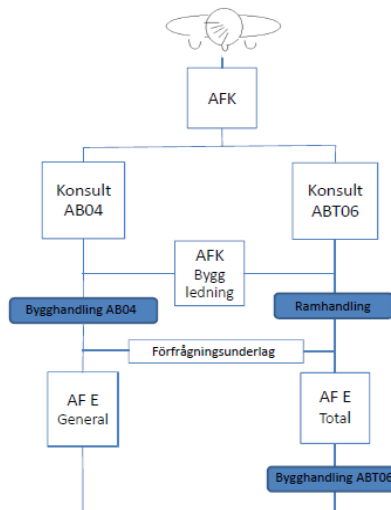 AFK
Konsult
AB04
Konsult
ABT06
AFK
Bygg
ledning
Bygghandling AB04
Ramhandling
Förfrågningsunderlag
AF E
General
AF E
Total
Bygghandling ABT06